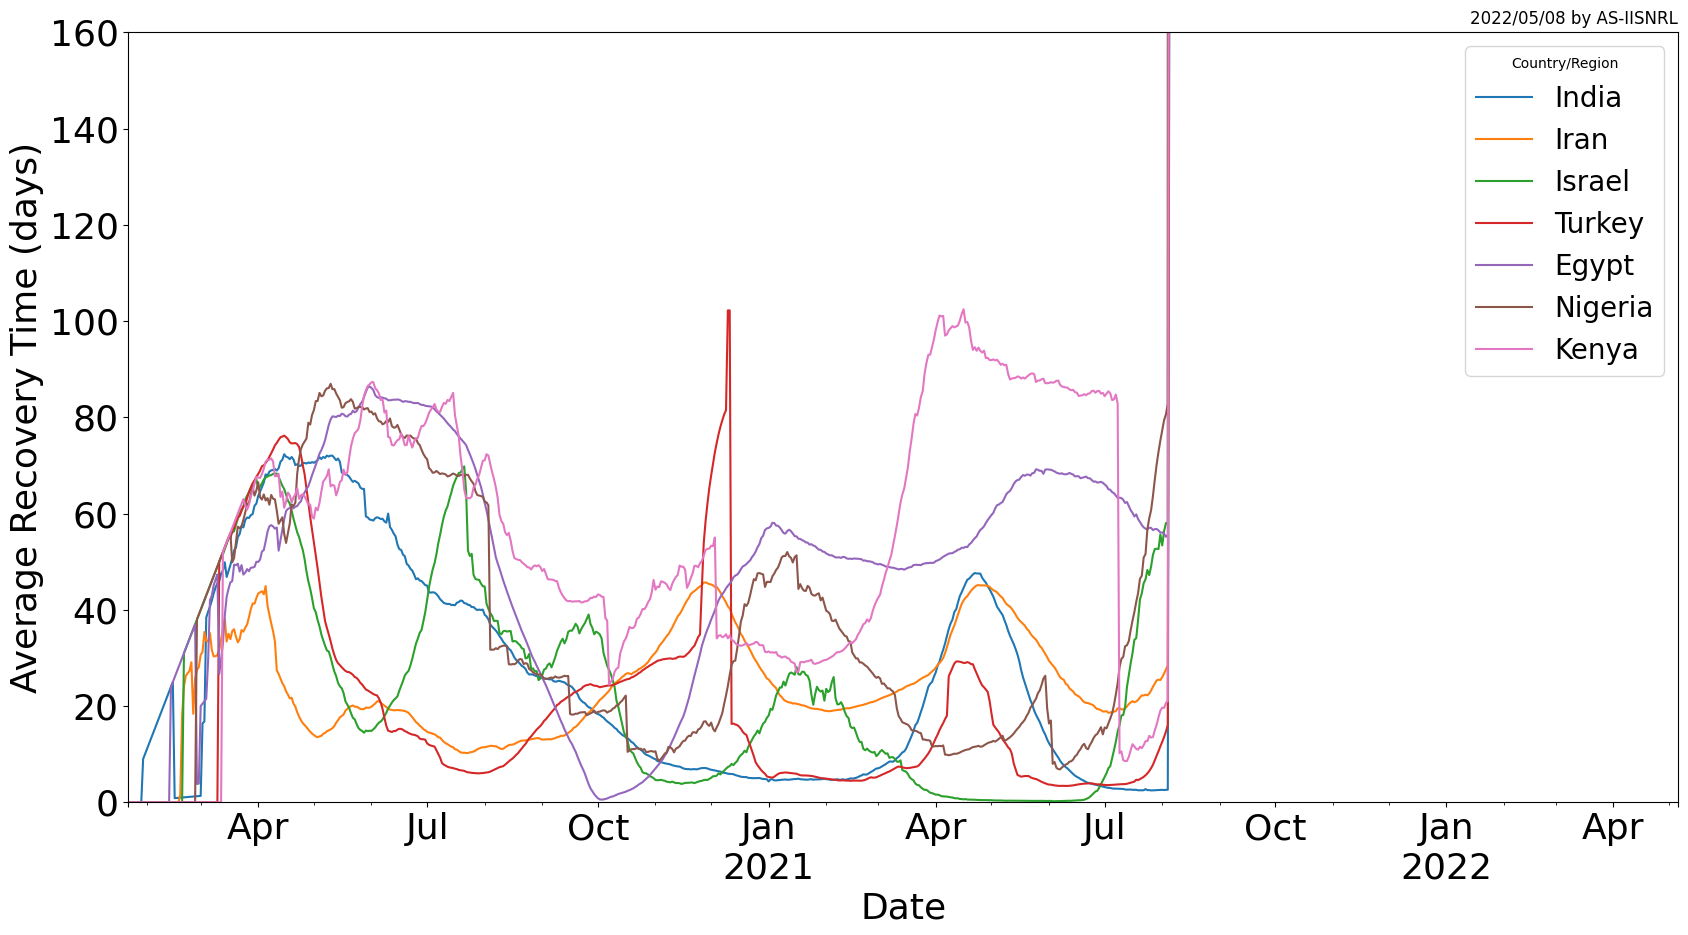 2022/05/08 by AS-IISNRL
160
140
120
100
80
60
40
20
0
Average Recovery Time (days)
Country/Region
India
Iran
Israel
Turkey
Egypt
Nigeria
Kenya
Apr Jul Oct Jan Apr Jul Oct Jan Apr
2021 2022
Date